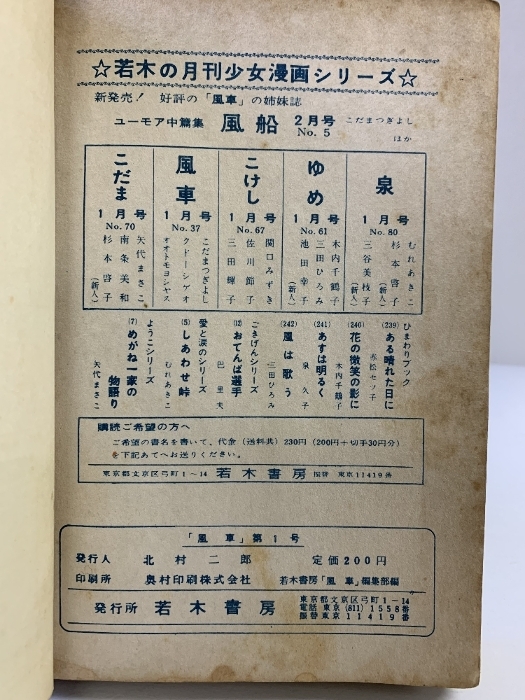 ☆若木の月刊少女漫画シリーズ☆
新発売！ 好評の「風車」の姉妹誌
ユーモア中篇集 風船 2月号 No. 5 こだまつぎよし ほか
泉
1月号
No. 80
むれあきこ
杉本啓子
三谷美枝子
（新人）
ゆめ
1月号
No. 61
木内千鶴子
三田ひろみ
池田幸子
（新人）
こけし
1月号
No. 67
関口みずき
佐川節子
三田輝子
風車
1月号
No. 37
こだまつぎよし
クドーシゲオ
オオトモヨシヤス
こだま
1月号
No. 70
矢代まさこ
南条美和
杉本啓子
（新人）
ひまわりブック
(239) ある晴れた日に
赤松セツ子
(240) 花の微笑の影に
木内千鶴子
(241) あすは明るく
泉久子
(242) 風は歌う
三田ひろみ
ごきげんシリーズ
⑫ おてんば選手
巴里夫
愛と涙のシリーズ
(5) しあわせ峠
むれあきこ
ようこシリーズ
(7) めがね一家の物語り
矢代まさこ
購読ご希望の方へ
ご希望の書名を書いて、代金（送料共）230円（200円＋切手30円分）
を下記あてへお送りください。
東京都文京区弓町1〜14 若木書房 振替 東京11419番
「風車」第1号
発行人 北村二郎 定価200円
印刷所 奥村印刷株式会社 若木書房「風車」編集部編
発行所 若木書房
東京都文京区弓町1−14
電話 東京(811)1558番
振替東京11419番